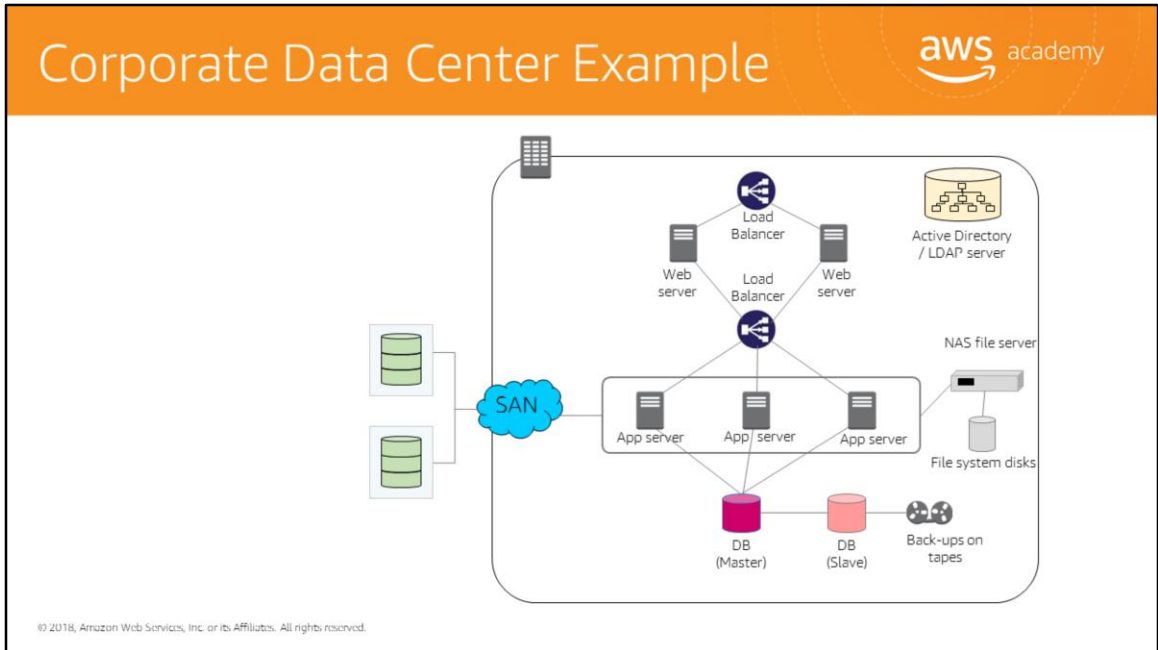 Corporate Data Center Example
aws academy
Load
Balancer
Active Directory
/ LDAP server
Web
server
Load
Balancer
Web
server
NAS file server
SAN
App server
App server
App server
File system disks
DB
(Master)
DB
(Slave)
Back-ups on
tapes
© 2018, Amazon Web Services, Inc. or its Affiliates. All rights reserved.